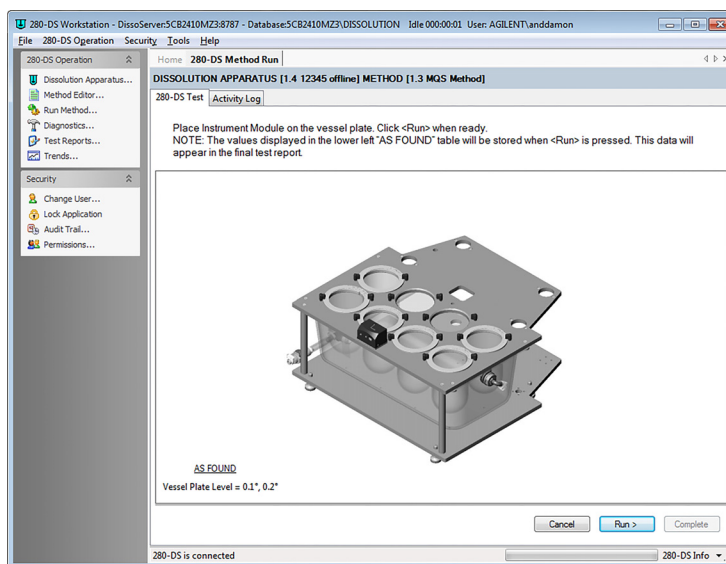 280-DS Workstation - DissoServer:5CB2410MZ3:8787 - Database:5CB2410MZ3\DISSOLUTION Idle 000:00:01 User: AGILENT\anddamon
File 280-DS Operation Security Tools Help
280-DS Operation
Dissolution Apparatus...
Method Editor...
Run Method...
Diagnostics...
Test Reports...
Trends...
Security
Change User...
Lock Application
Audit Trail...
Permissions...
Home 280-DS Method Run
DISSOLUTION APPARATUS [1.4 12345 offline] METHOD [1.3 MQS Method]
280-DS Test Activity Log
Place Instrument Module on the vessel plate. Click <Run> when ready.
NOTE: The values displayed in the lower left "AS FOUND" table will be stored when <Run> is pressed. This data will
appear in the final test report.
AS FOUND
Vessel Plate Level = 0.1°, 0.2°
Cancel Run > Complete
280-DS is connected 280-DS Info